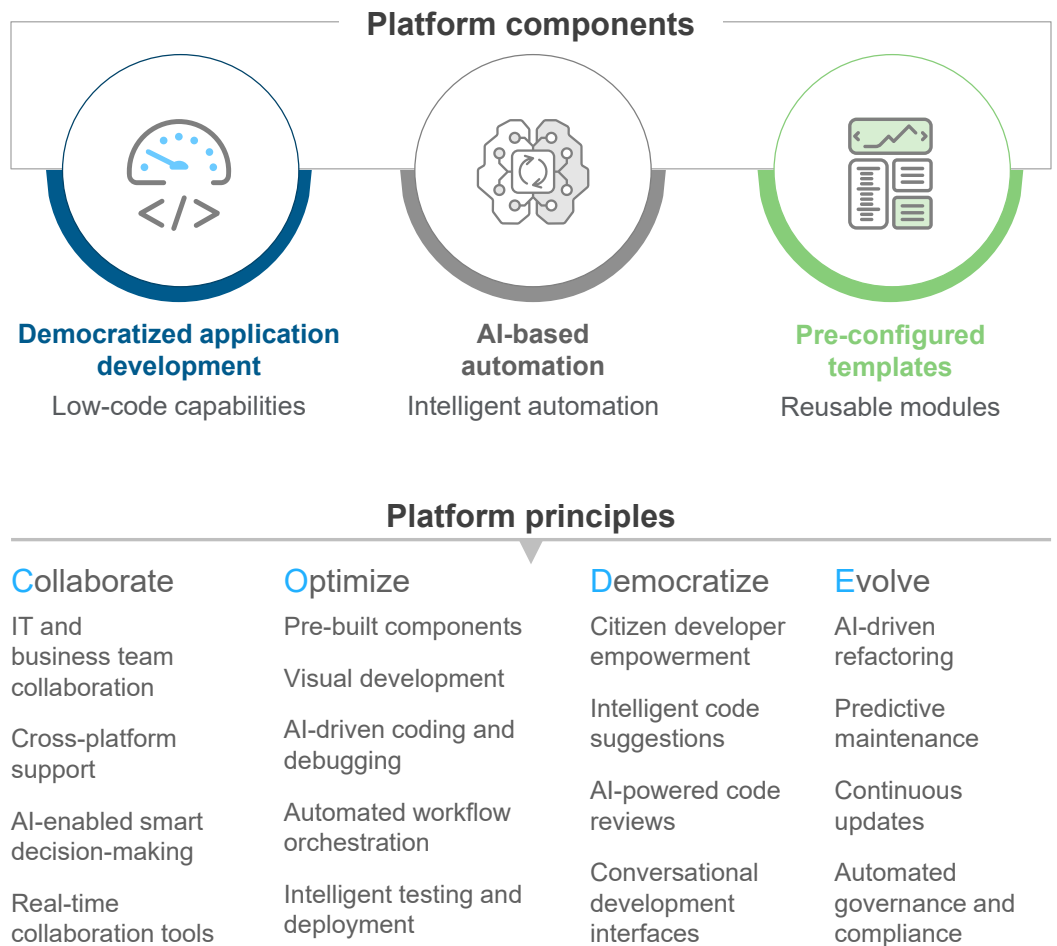 Platform components
</>
Democratized application
development
Low-code capabilities
AI-based
automation
Intelligent automation
Pre-configured
templates
Reusable modules
Platform principles
Collaborate
IT and
business team
collaboration
Cross-platform
support
AI-enabled smart
decision-making
Real-time
collaboration tools
Optimize
Pre-built components
Visual development
AI-driven coding and
debugging
Automated workflow
orchestration
Intelligent testing and
deployment
Democratize
Citizen developer
empowerment
Intelligent code
suggestions
AI-powered code
reviews
Conversational
development
interfaces
Evolve
AI-driven
refactoring
Predictive
maintenance
Continuous
updates
Automated
governance and
compliance